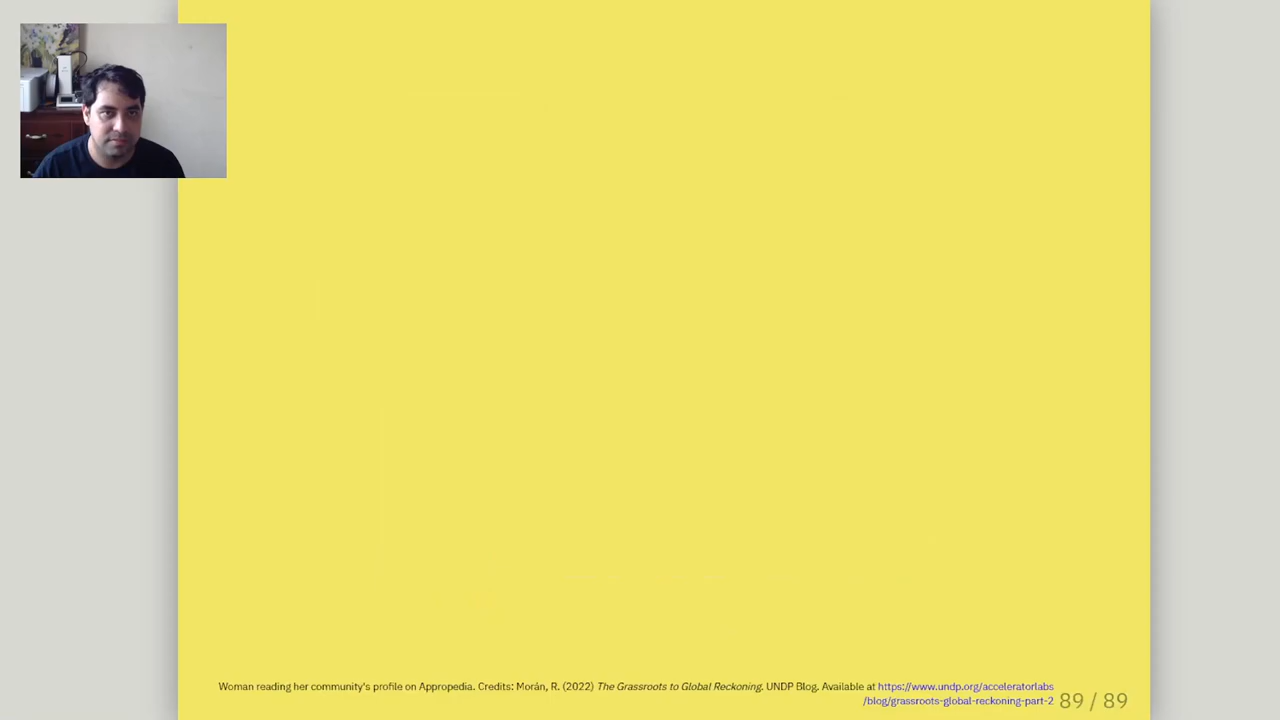 Woman reading her community's profile on Appropedia. Credits: Morán, R. (2022) The Grassroots to Global Reckoning. UNDP Blog. Available at https://www.undp.org/acceleratorlabs
/blog/grassroots-global-reckoning-part-2
89 / 89